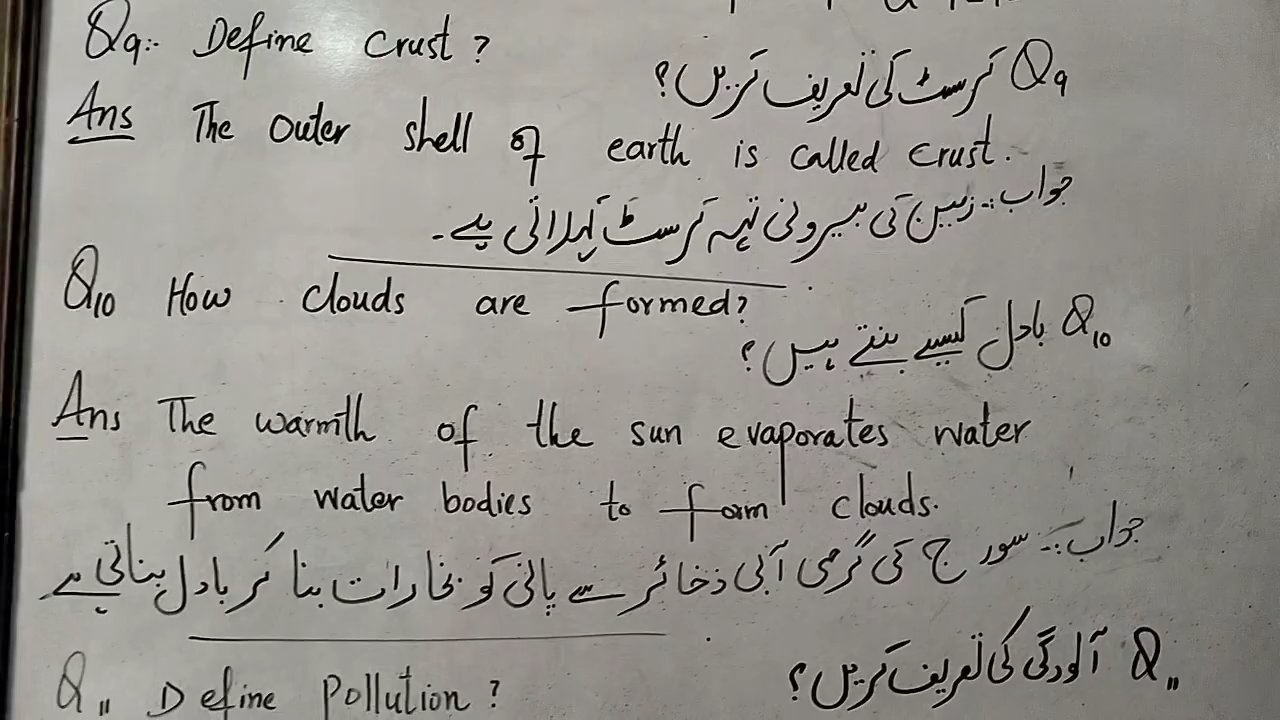 Q9:- Define Crust?
Q9 کرسٹ کی تعریف کریں؟
Ans The outer shell of earth is called crust.
جواب:۔ زمین کی بیرونی تہہ کرسٹ کہلاتی ہے۔
Q10 How clouds are formed?
Q10 بادل کیسے بنتے ہیں؟
Ans The warmth of the sun evaporates water
from water bodies to form clouds.
جواب:۔ سورج کی گرمی آبی ذخائر سے پانی کو بخارات بنا کر بادل بناتی ہے
Q11 Define Pollution?
Q11 آلودگی کی تعریف کریں؟